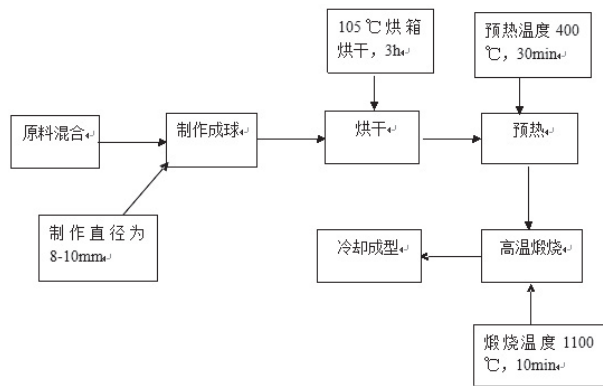 105 ℃烘箱
烘干，3h
预热温度 400
℃，30min
原料混合
制作成球
烘干
预热
制作直径为
8-10mm
冷却成型
高温煅烧
煅烧温度 1100
℃，10min